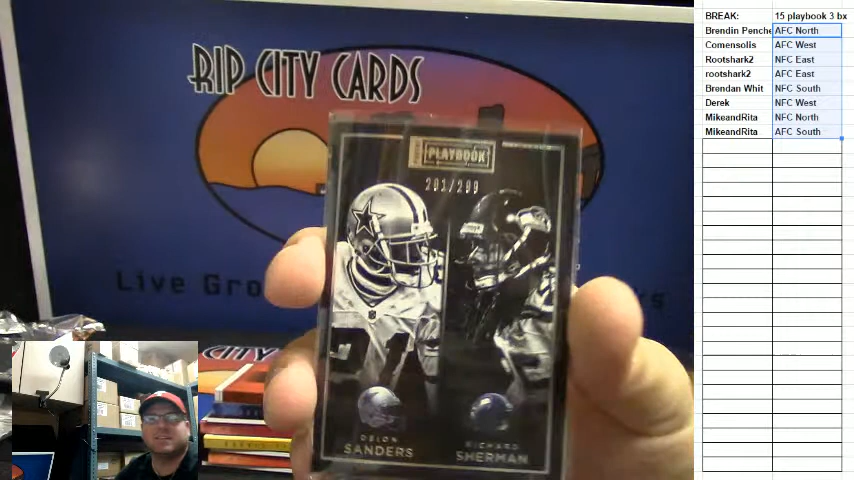 RIP CITY CARDS
Live Gro
PLAYBOOK
291/299
DEION
SANDERS
RICHARD
SHERMAN
CITY
BREAK: 15 playbook 3 bx
Brendin Penche AFC North
Comensolis AFC West
Rootshark2 NFC East
rootshark2 AFC East
Brendan Whit NFC South
Derek NFC West
MikeandRita NFC North
MikeandRita AFC South